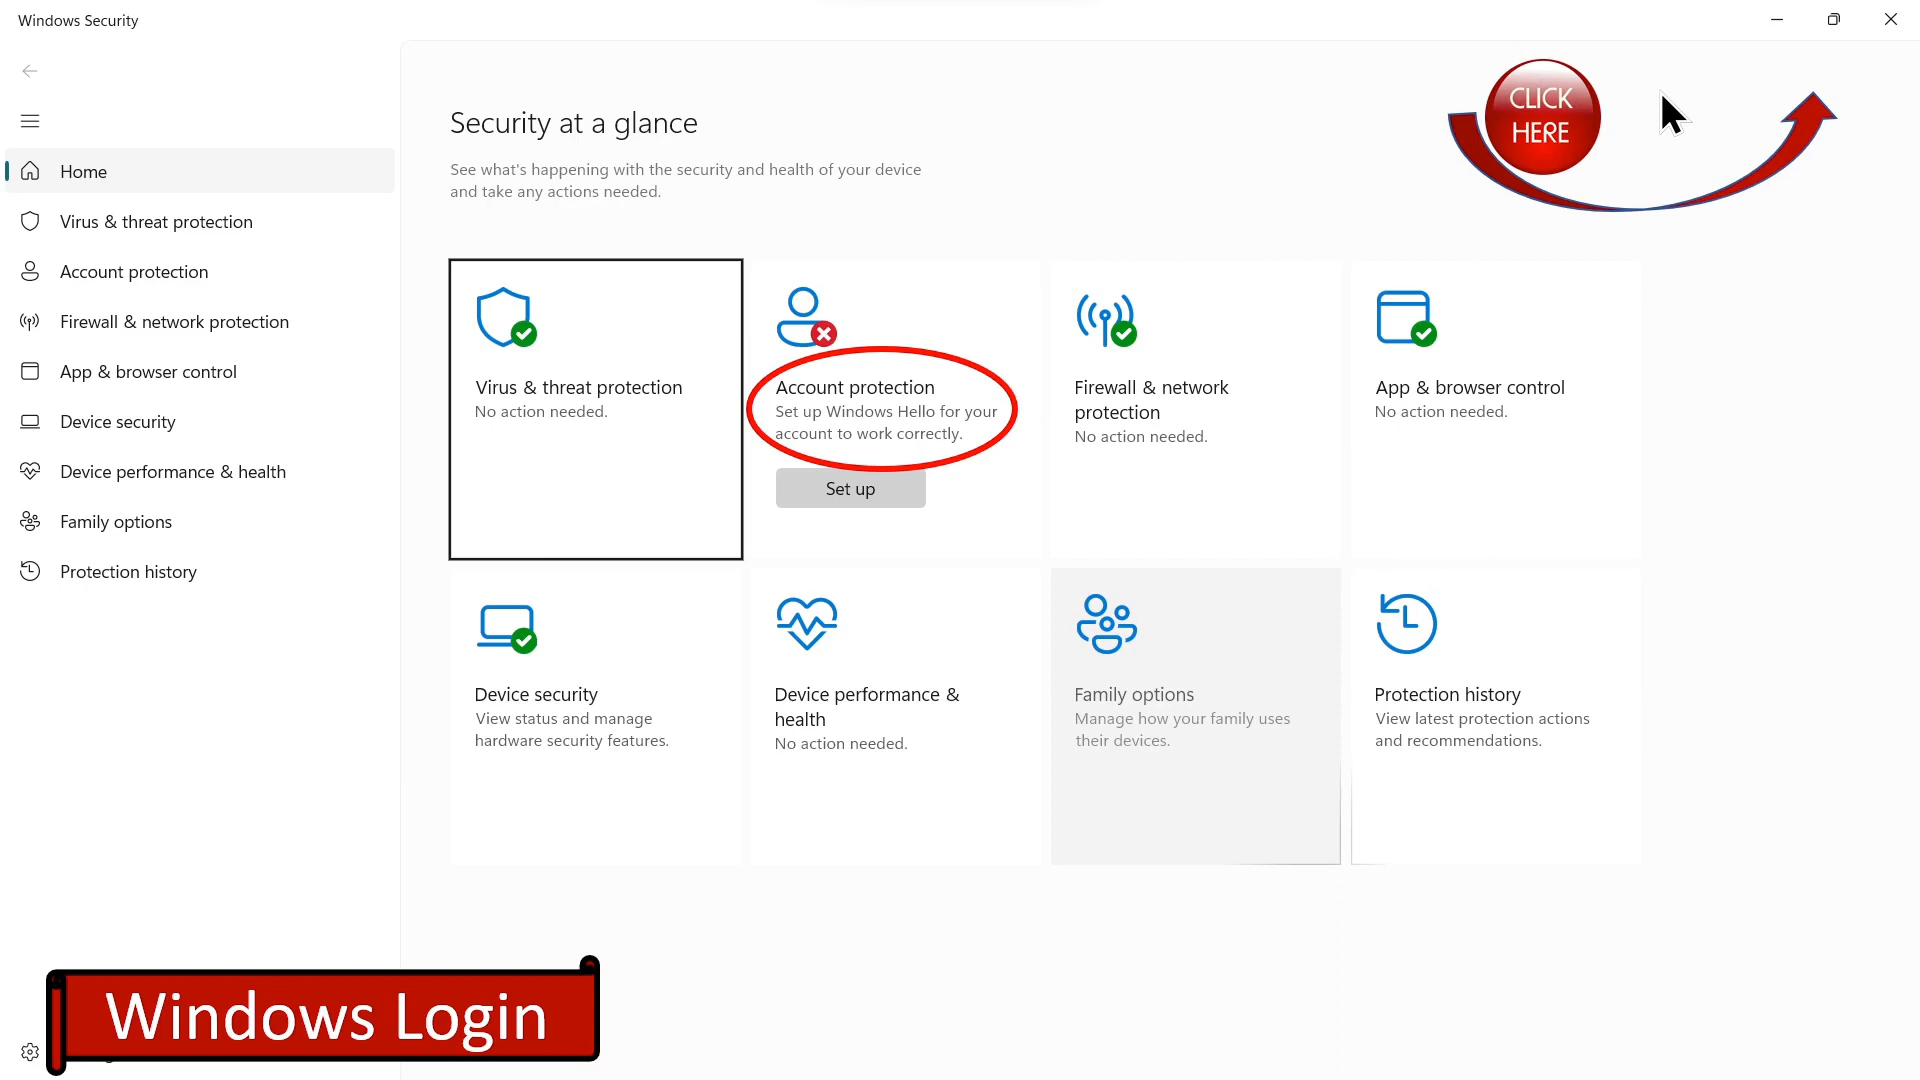 Windows Security
CLICK
HERE
Security at a glance
See what's happening with the security and health of your device
and take any actions needed.
Home
Virus & threat protection
Account protection
Firewall & network protection
App & browser control
Device security
Device performance & health
Family options
Protection history
Virus & threat protection
No action needed.
Account protection
Set up Windows Hello for your
account to work correctly.
Set up
Firewall & network
protection
No action needed.
App & browser control
No action needed.
Device security
View status and manage
hardware security features.
Device performance &
health
No action needed.
Family options
Manage how your family uses
their devices.
Protection history
View latest protection actions
and recommendations.
Windows Login